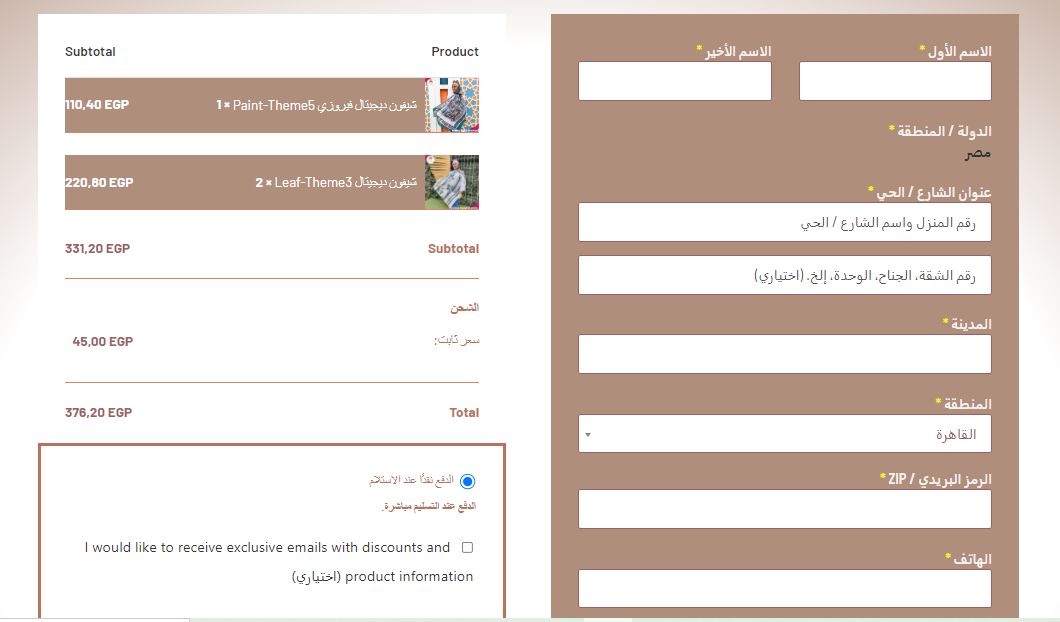 الاسم الأول *
الاسم الأخير *
الدولة / المنطقة *
مصر
عنوان الشارع / الحي *
رقم المنزل واسم الشارع / الحي
رقم الشقة، الجناح، الوحدة، إلخ. (اختياري)
المدينة *
المنطقة *
القاهرة
الرمز البريدي / ZIP *
الهاتف *
Product
Subtotal
شيفون ديجيتال فيروزي Paint-Theme5 × 1
110,40 EGP
شيفون ديجيتال Leaf-Theme3 × 2
220,80 EGP
Subtotal
331,20 EGP
الشحن
سعر ثابت:
45,00 EGP
Total
376,20 EGP
الدفع نقدًا عند الاستلام
الدفع عند التسليم مباشرة.
I would like to receive exclusive emails with discounts and
product information (اختياري)